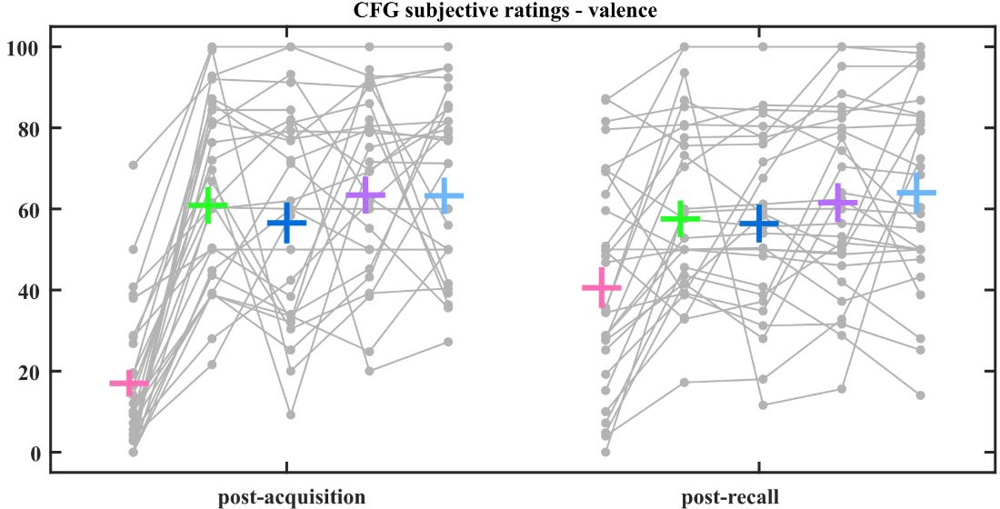 CFG subjective ratings - valence
100
80
60
40
20
0
post-acquisition
post-recall